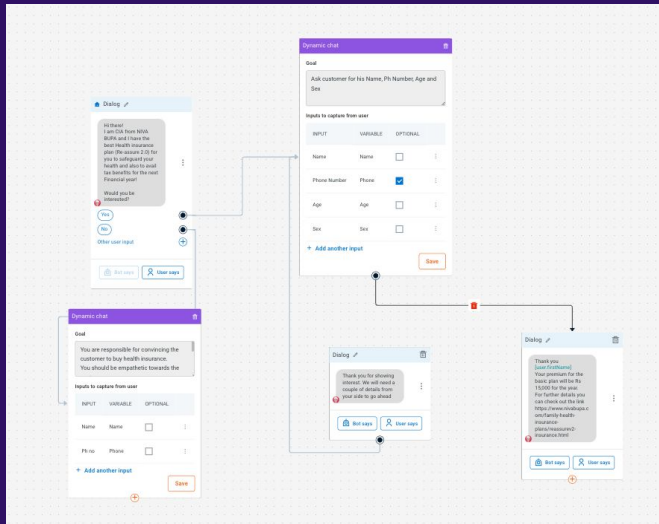 Dynamic chat
Goal
Ask customer for his Name, Ph Number, Age and
Sex
Inputs to capture from user
INPUT VARIABLE OPTIONAL
Name Name
Phone Number Phone
Age Age
Sex Sex
+ Add another input
Save
Dialog
Hi there!
I am CIA from NIVA
BUPA and I have the
best Health insurance
plan (Re-assure 2.0) for
you to safeguard your
health and also to avail
tax benefits for the next
Financial year!
Would you be
interested?
Yes
No
Other user input
Bot says User says
Dynamic chat
Goal
You are responsible for convincing the
customer to buy health insurance.
You should be empathetic towards the
Inputs to capture from user
INPUT VARIABLE OPTIONAL
Name Name
Ph no Phone
+ Add another input
Save
Dialog
Thank you for showing
interest. We will need a
couple of details from
your side to go ahead
Bot says User says
Dialog
Thank you
[user.firstName]
Your premium for the
basic plan will be Rs
15,000 for the year.
For further details you
can check out the link
https://www.nivabupa.c
om/family-health-
insurance-
plans/reassurev2-
insurance.html
Bot says User says